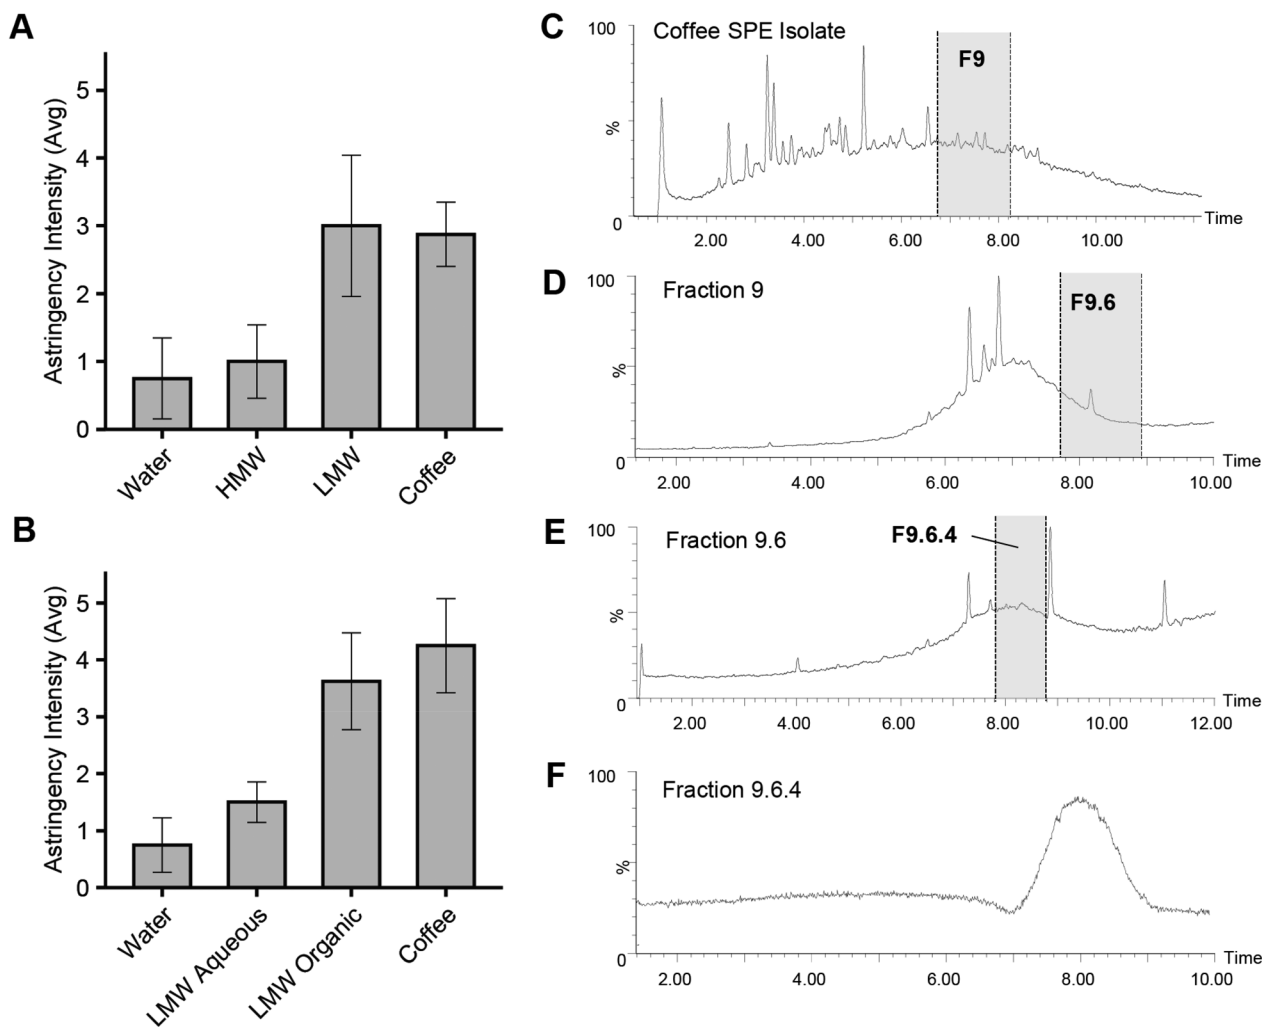 A
Astringency Intensity (Avg)
5
4
3
2
1
0
Water
HMW
LMW
Coffee
B
Astringency Intensity (Avg)
5
4
3
2
1
0
Water
LMW Aqueous
LMW Organic
Coffee
C
Coffee SPE Isolate
F9
100
%
0
2.00 4.00 6.00 8.00 10.00
Time
D
Fraction 9
F9.6
100
%
0
2.00 4.00 6.00 8.00 10.00
Time
E
Fraction 9.6
F9.6.4
100
%
0
2.00 4.00 6.00 8.00 10.00 12.00
Time
F
Fraction 9.6.4
100
%
0
2.00 4.00 6.00 8.00 10.00
Time